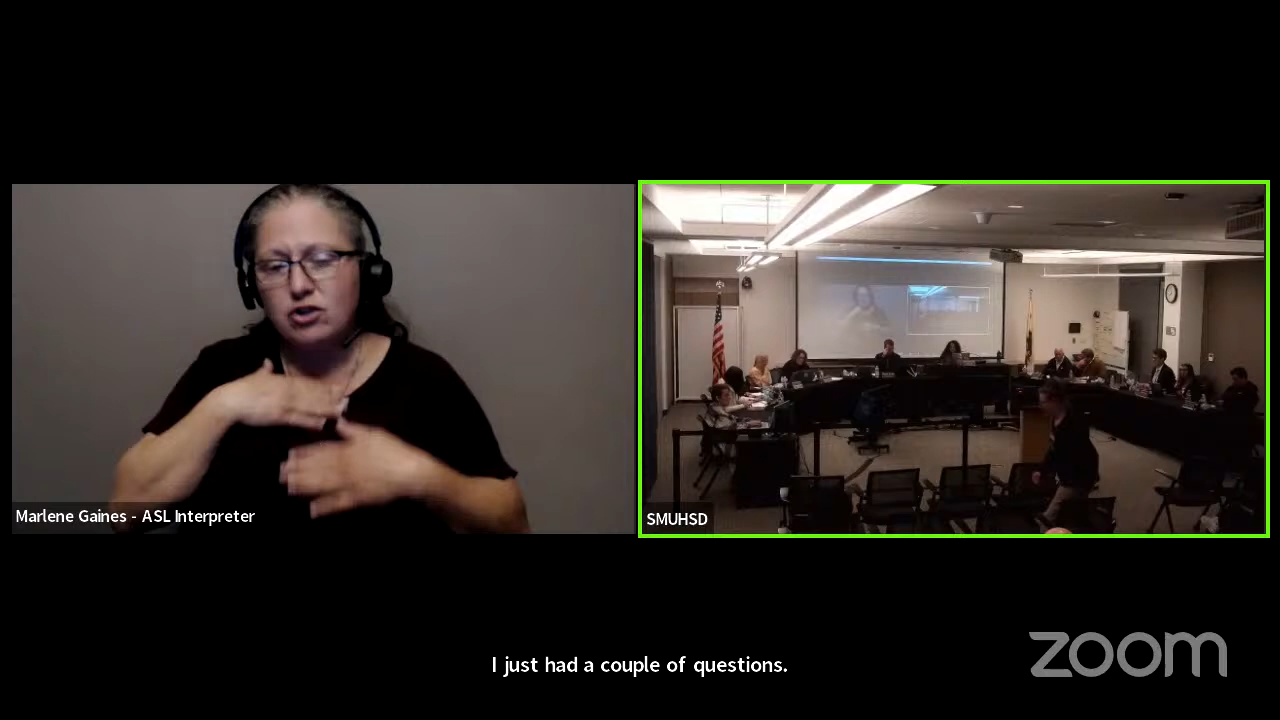 Marlene Gaines - ASL Interpreter
SMUHSD
I just had a couple of questions.
zoom